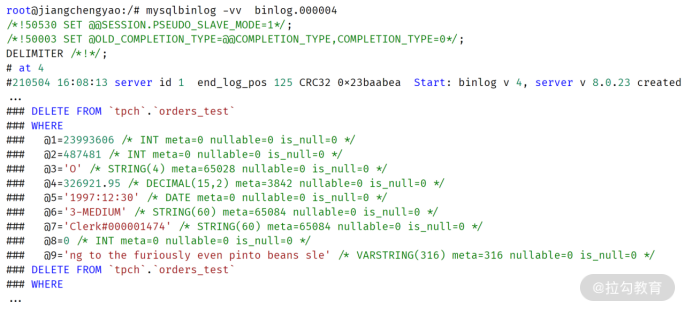 root@jiangchengyao:/# mysqlbinlog -vv  binlog.000004
/*!50530 SET @@SESSION.PSEUDO_SLAVE_MODE=1*/;
/*!50003 SET @OLD_COMPLETION_TYPE=@@COMPLETION_TYPE,COMPLETION_TYPE=0*/;
DELIMITER /*!*/;
# at 4
#210504 16:08:13 server id 1  end_log_pos 125 CRC32 0x23baabea  Start: binlog v 4, server v 8.0.23 created
...
### DELETE FROM `tpch`.`orders_test`
### WHERE
###   @1=23993606 /* INT meta=0 nullable=0 is_null=0 */
###   @2=487481 /* INT meta=0 nullable=0 is_null=0 */
###   @3='O' /* STRING(4) meta=65028 nullable=0 is_null=0 */
###   @4=326921.95 /* DECIMAL(15,2) meta=3842 nullable=0 is_null=0 */
###   @5='1997:12:30' /* DATE meta=0 nullable=0 is_null=0 */
###   @6='3-MEDIUM' /* STRING(60) meta=65084 nullable=0 is_null=0 */
###   @7='Clerk#000001474' /* STRING(60) meta=65084 nullable=0 is_null=0 */
###   @8=0 /* INT meta=0 nullable=0 is_null=0 */
###   @9='ng to the furiously even pinto beans sle' /* VARSTRING(316) meta=316 nullable=0 is_null=0 */
### DELETE FROM `tpch`.`orders_test`
### WHERE
...
@拉勾教育